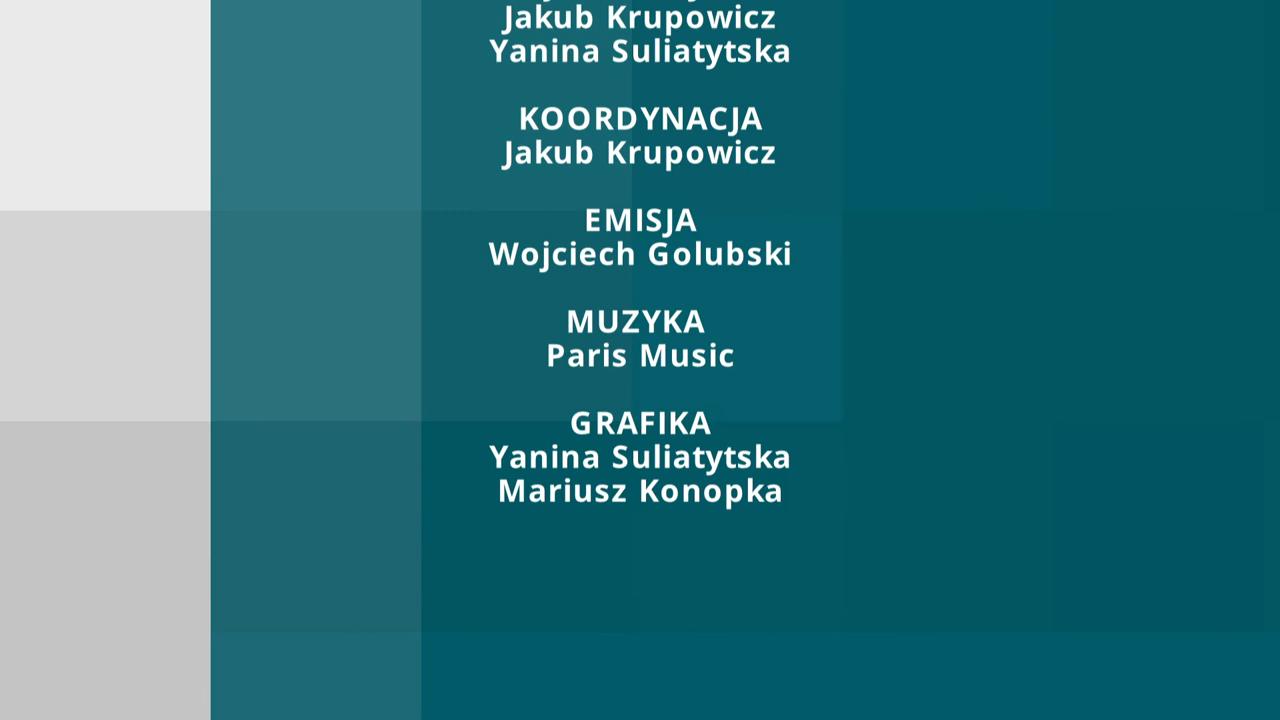 Jakub Krupowicz
Yanina Suliatytska
KOORDYNACJA
Jakub Krupowicz
EMISJA
Wojciech Golubski
MUZYKA
Paris Music
GRAFIKA
Yanina Suliatytska
Mariusz Konopka